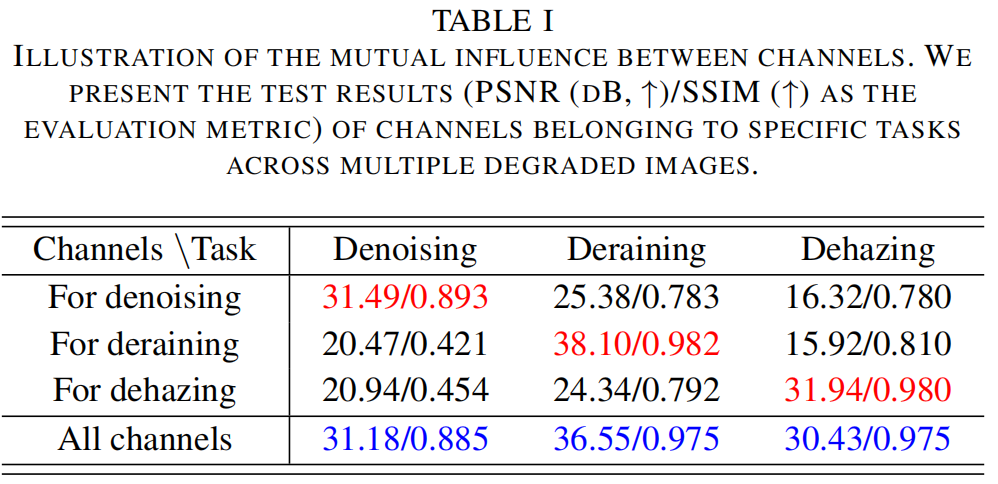 TABLE I
ILLUSTRATION OF THE MUTUAL INFLUENCE BETWEEN CHANNELS. WE
PRESENT THE TEST RESULTS (PSNR (DB, ↑)/SSIM (↑) AS THE
EVALUATION METRIC) OF CHANNELS BELONGING TO SPECIFIC TASKS
ACROSS MULTIPLE DEGRADED IMAGES.
Channels \Task Denoising Deraining Dehazing
For denoising 31.49/0.893 25.38/0.783 16.32/0.780
For deraining 20.47/0.421 38.10/0.982 15.92/0.810
For dehazing 20.94/0.454 24.34/0.792 31.94/0.980
All channels 31.18/0.885 36.55/0.975 30.43/0.975